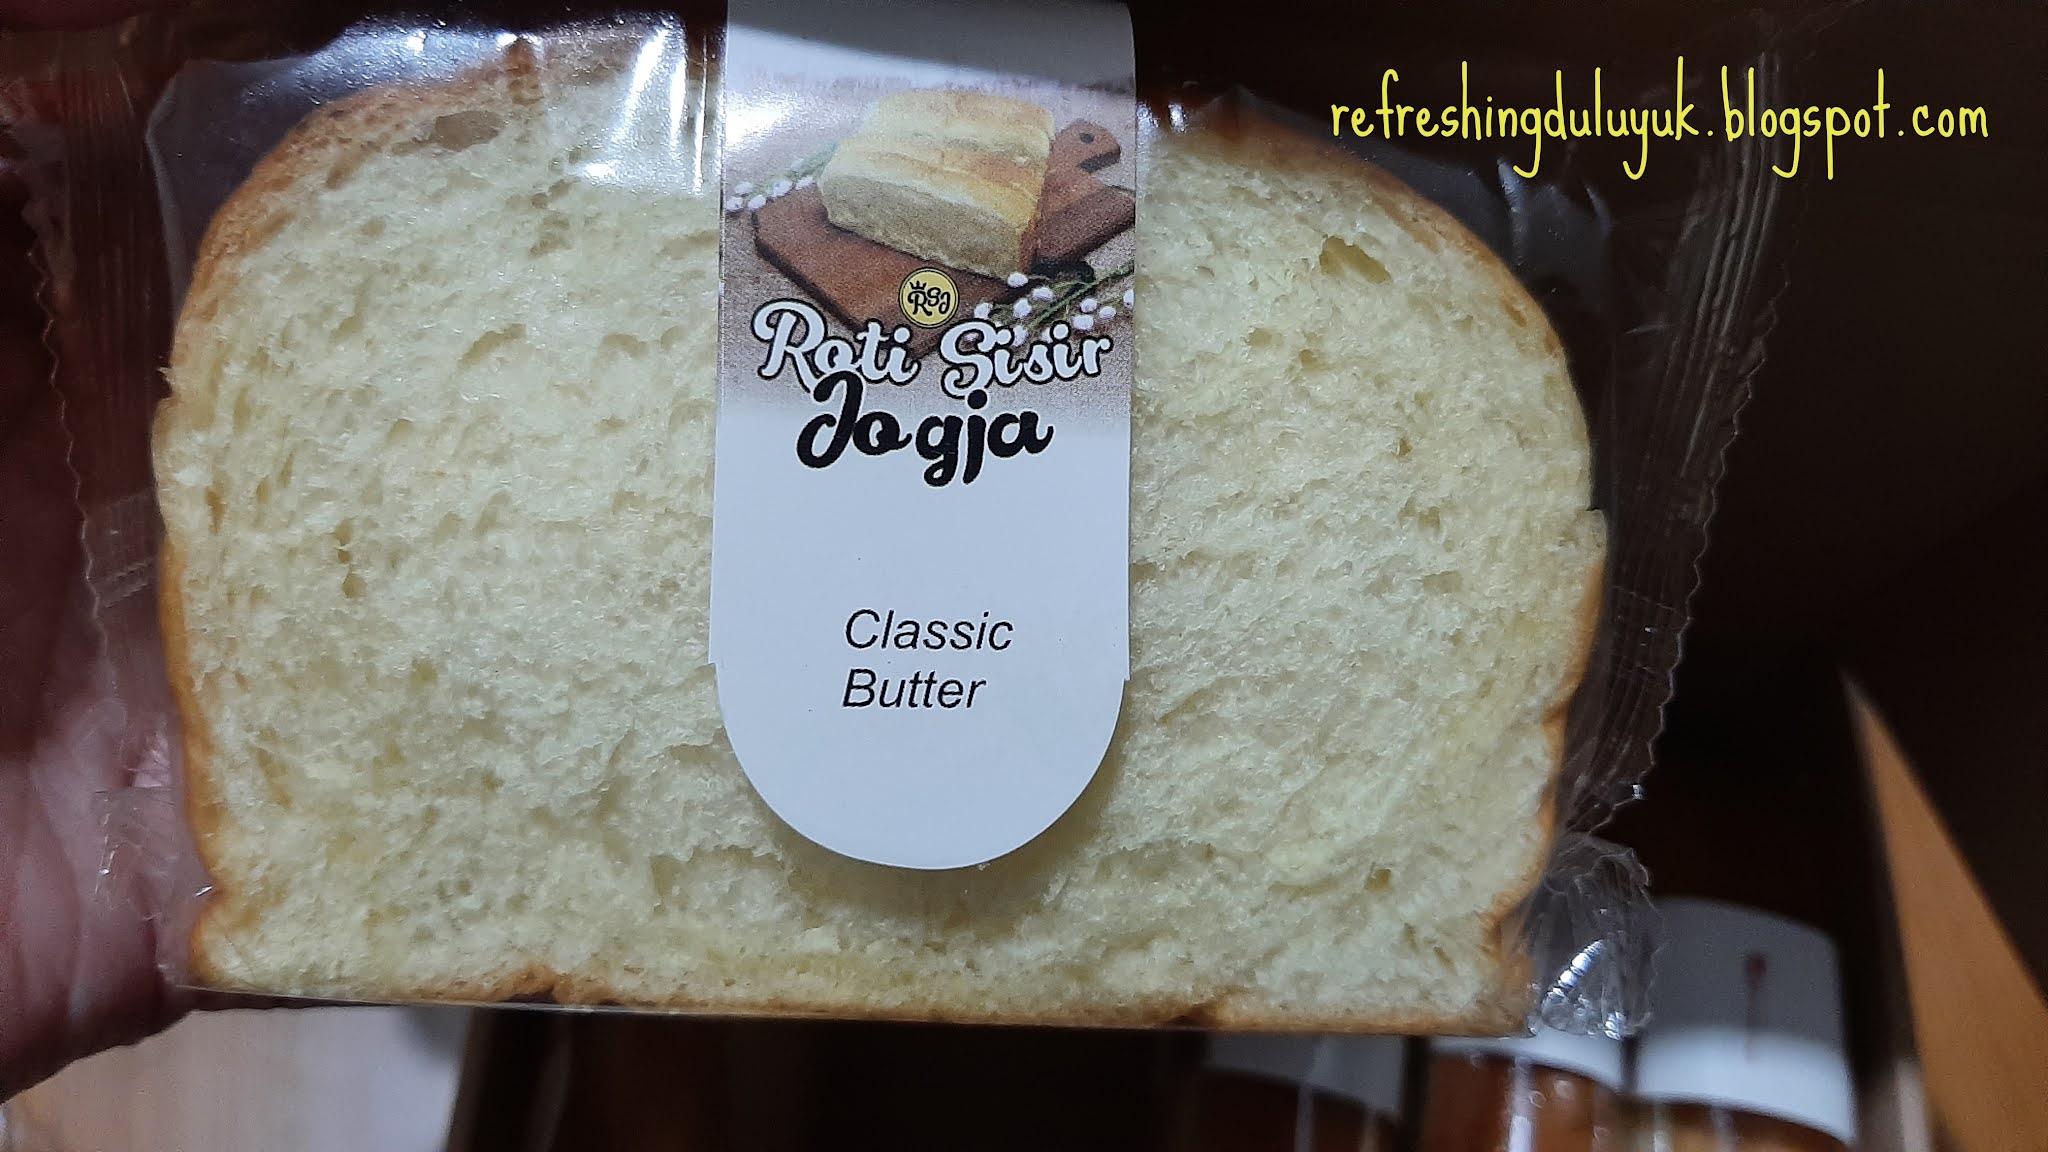 refreshingduluyuk.blogspot.com
RSJ
Roti Sisir
Jogja
Classic
Butter